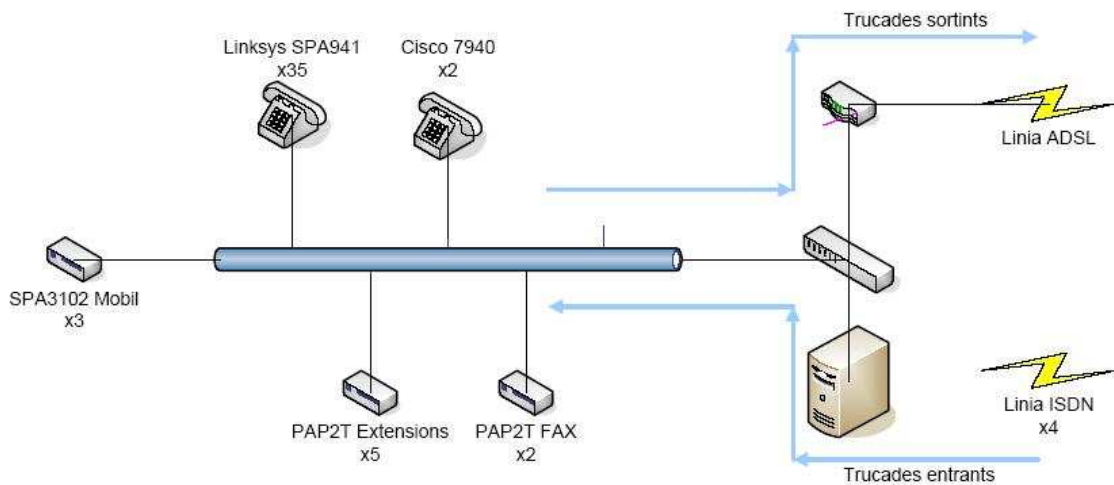 Trucades sortints
Linksys SPA941
x35
Cisco 7940
x2
Linia ADSL
SPA3102 Mobil
x3
PAP2T Extensions
x5
PAP2T FAX
x2
Linia ISDN
x4
Trucades entrants